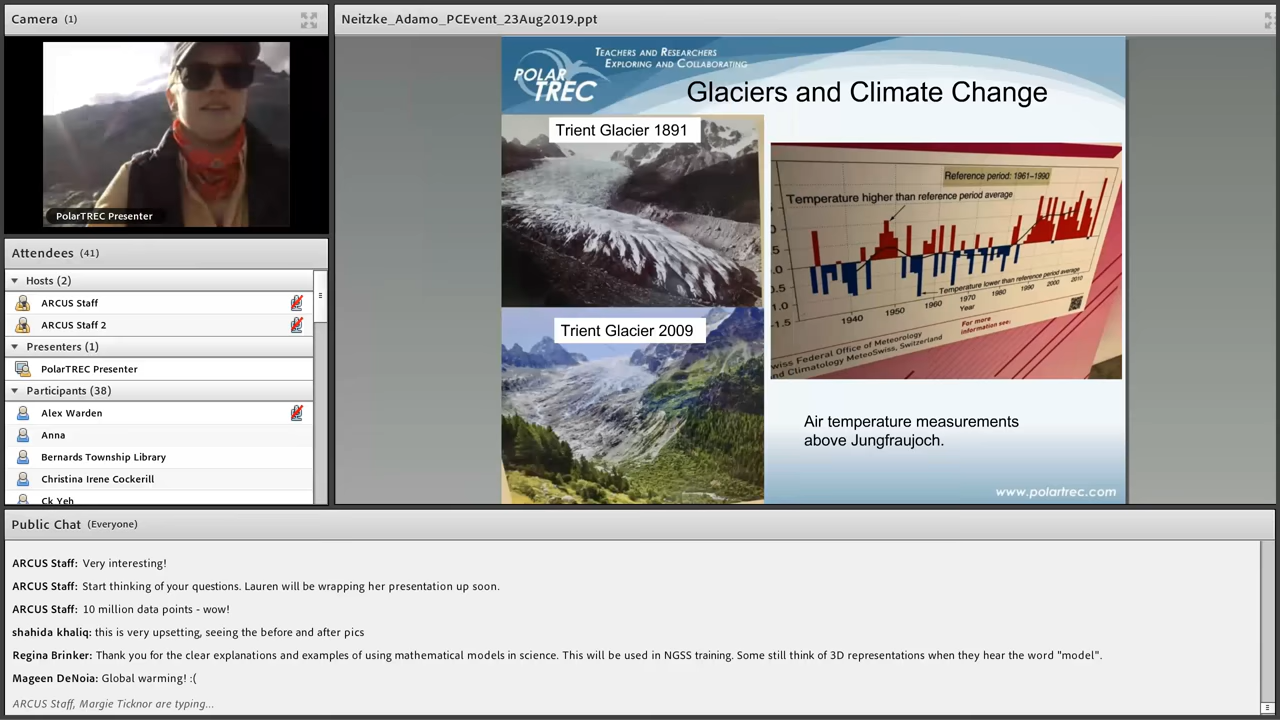 Camera (1)
PolarTREC Presenter
Attendees (41)
Hosts (2)
ARCUS Staff
ARCUS Staff 2
Presenters (1)
PolarTREC Presenter
Participants (38)
Alex Warden
Anna
Bernards Township Library
Christina Irene Cockerill
Ck Yeh
Neitzke_Adamo_PCEvent_23Aug2019.ppt
POLAR
TREC
TEACHERS AND RESEARCHERS
EXPLORING AND COLLABORATING
Glaciers and Climate Change
Trient Glacier 1891
Trient Glacier 2009
Reference period: 1961–1990
Temperature higher than reference period average
Temperature lower than reference period average
1.0
-1.5
1940 1950 1960 1970 1980 1990 2000 2010
Year
For more
information see:
wiss Federal Office of Meteorology
nd Climatology MeteoSwiss, Switzerland
Air temperature measurements
above Jungfraujoch.
www.polartrec.com
Public Chat (Everyone)
ARCUS Staff: Very interesting!
ARCUS Staff: Start thinking of your questions. Lauren will be wrapping her presentation up soon.
ARCUS Staff: 10 million data points - wow!
shahida khaliq: this is very upsetting, seeing the before and after pics
Regina Brinker: Thank you for the clear explanations and examples of using mathematical models in science. This will be used in NGSS training. Some still think of 3D representations when they hear the word "model".
Mageen DeNoia: Global warming! :(
ARCUS Staff, Margie Ticknor are typing...